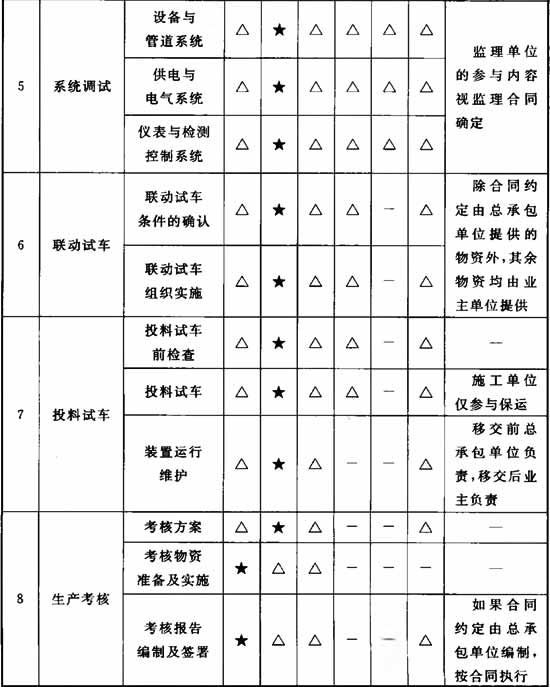 5 系统调试
设备与
管道系统
△ ★ △ △ △ △
供电与
电气系统
△ ★ △ △ △ △
仪表与检测
控制系统
△ ★ △ △ △ △
监理单位
的参与内容
视监理合同
确定
6 联动试车
联动试车
条件的确认
△ ★ △ △ — △
联动试车
组织实施
△ ★ △ △ — △
除合同约
定由总承包
单位提供的
物资外,其余
物资均由业
主单位提供
7 投料试车
投料试车
前检查
△ ★ △ △ — △
—
投料试车
△ ★ △ △ — △
施工单位
仅参与保运
装置运行
维护
△ ★ △ — — △
移交前总
承包单位负
责,移交后业
主负责
8 生产考核
考核方案
△ ★ △ — — △
—
考核物资
准备及实施
★ △ △ — — —
—
考核报告
编制及签署
★ △ △ — — △
如果合同
约定由总承
包单位编制,
按合同执行